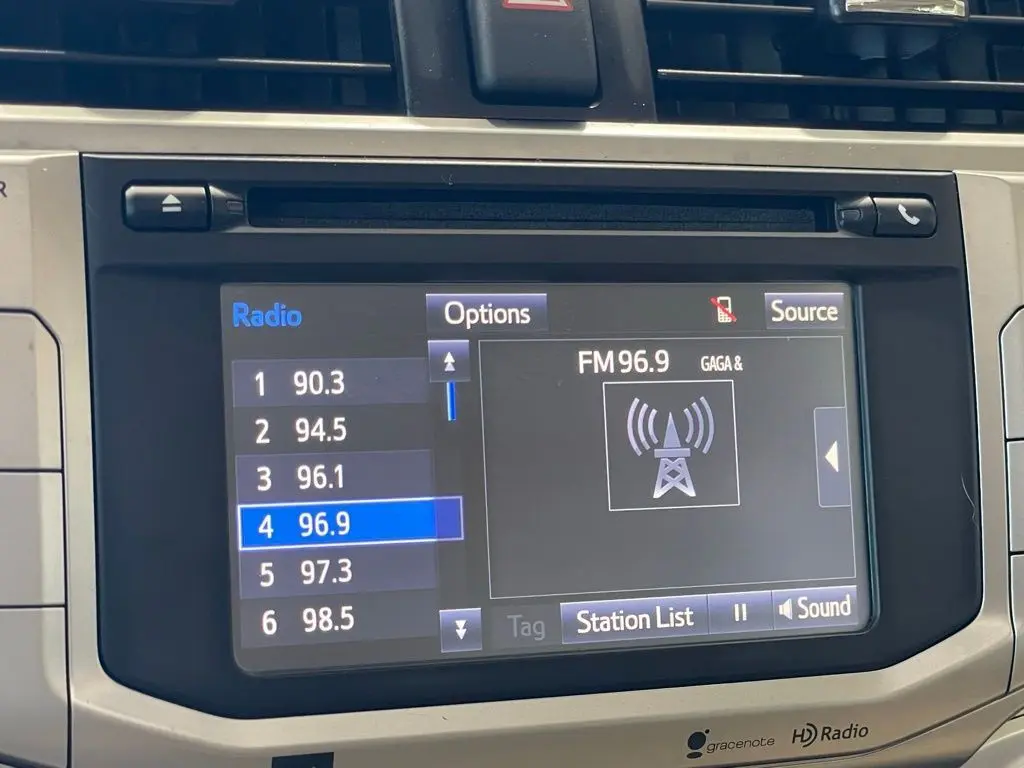 R
Radio
Options
Source
FM 96.9 GAGA &
1 90.3
2 94.5
3 96.1
4 96.9
5 97.3
6 98.5
Tag
Station List
Sound
gracenote
HD Radio